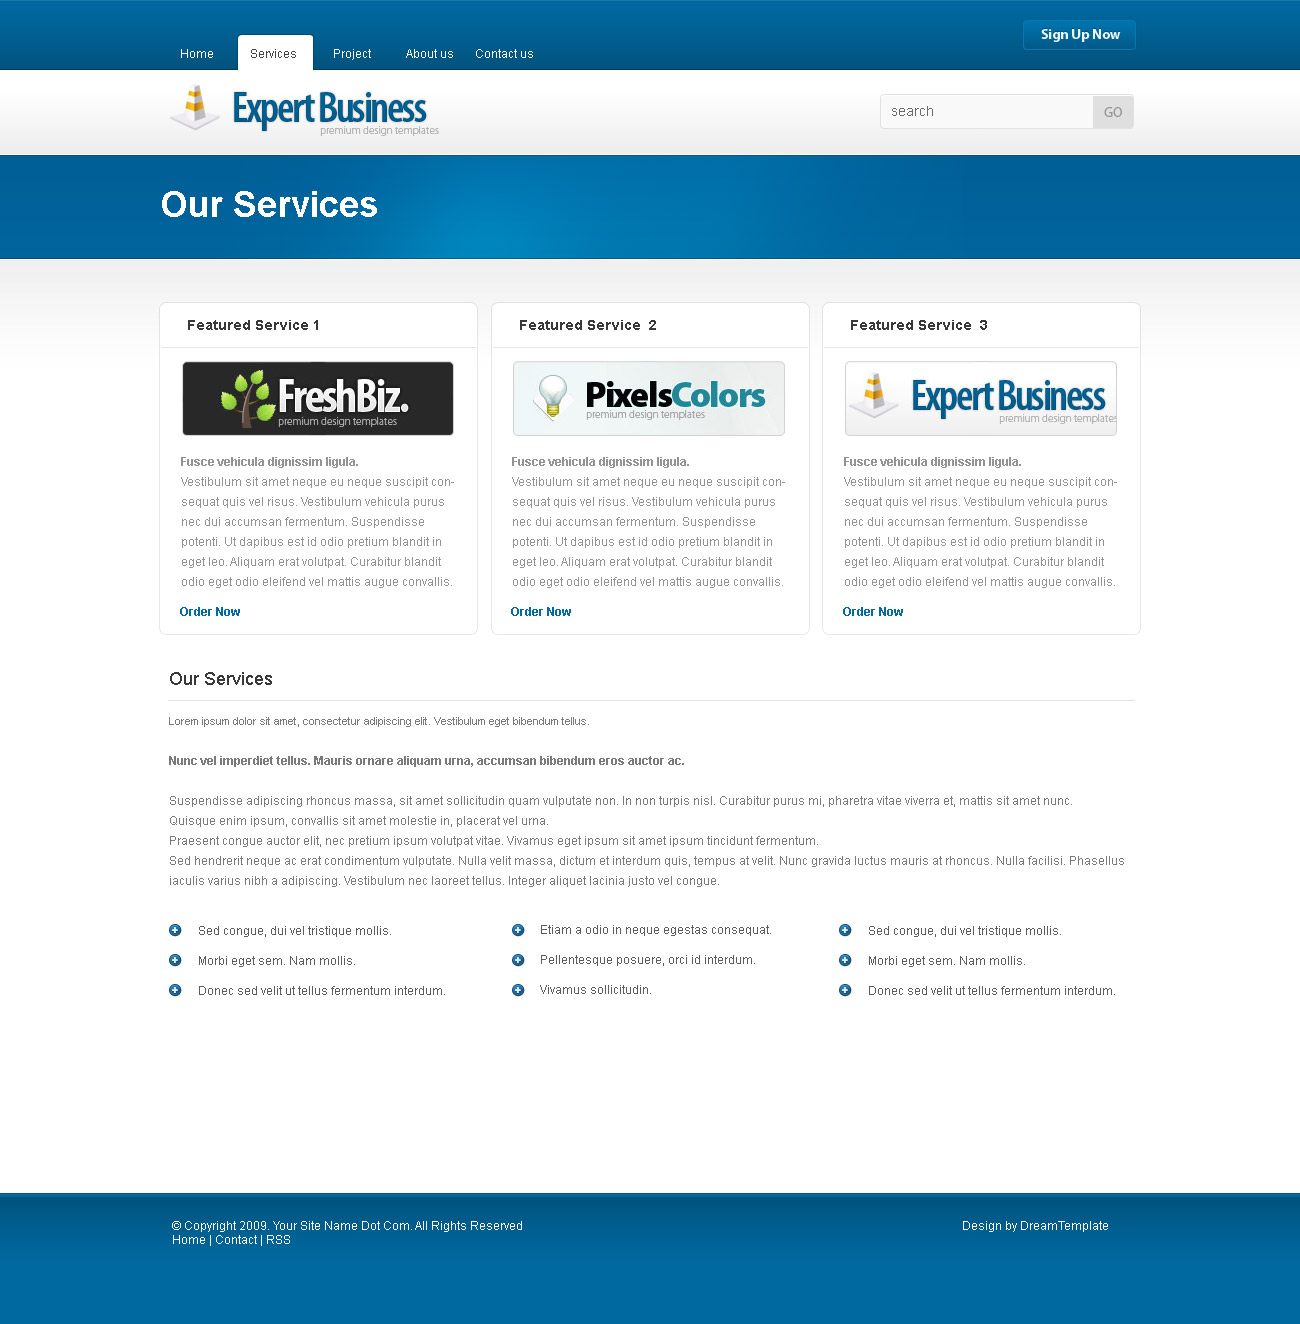 Sign Up Now
Home Services Project About us Contact us
Expert Business
premium design templates
search GO
Our Services
Featured Service 1
FreshBiz.
premium design templates
Fusce vehicula dignissim ligula.
Vestibulum sit amet neque eu neque suscipit con-
sequat quis vel risus. Vestibulum vehicula purus
nec dui accumsan fermentum. Suspendisse
potenti. Ut dapibus est id odio pretium blandit in
eget leo. Aliquam erat volutpat. Curabitur blandit
odio eget odio eleifend vel mattis augue convallis.
Order Now
Featured Service 2
PixelsColors
premium design templates
Fusce vehicula dignissim ligula.
Vestibulum sit amet neque eu neque suscipit con-
sequat quis vel risus. Vestibulum vehicula purus
nec dui accumsan fermentum. Suspendisse
potenti. Ut dapibus est id odio pretium blandit in
eget leo. Aliquam erat volutpat. Curabitur blandit
odio eget odio eleifend vel mattis augue convallis.
Order Now
Featured Service 3
Expert Business
premium design templates
Fusce vehicula dignissim ligula.
Vestibulum sit amet neque eu neque suscipit con-
sequat quis vel risus. Vestibulum vehicula purus
nec dui accumsan fermentum. Suspendisse
potenti. Ut dapibus est id odio pretium blandit in
eget leo. Aliquam erat volutpat. Curabitur blandit
odio eget odio eleifend vel mattis augue convallis.
Order Now
Our Services
Lorem ipsum dolor sit amet, consectetur adipiscing elit. Vestibulum eget bibendum tellus.
Nunc vel imperdiet tellus. Mauris ornare aliquam urna, accumsan bibendum eros auctor ac.
Suspendisse adipiscing rhoncus massa, sit amet sollicitudin quam vulputate non. In non turpis nisl. Curabitur purus mi, pharetra vitae viverra et, mattis sit amet nunc.
Quisque enim ipsum, convallis sit amet molestie in, placerat vel urna.
Praesent congue auctor elit, nec pretium ipsum volutpat vitae. Vivamus eget ipsum sit amet ipsum tincidunt fermentum.
Sed hendrerit neque ac erat condimentum vulputate. Nulla velit massa, dictum et interdum quis, tempus at velit. Nunc gravida luctus mauris at rhoncus. Nulla facilisi. Phasellus
iaculis varius nibh a adipiscing. Vestibulum nec laoreet tellus. Integer aliquet lacinia justo vel congue.
Sed congue, dui vel tristique mollis.
Morbi eget sem. Nam mollis.
Donec sed velit ut tellus fermentum interdum.
Etiam a odio in neque egestas consequat.
Pellentesque posuere, orci id interdum.
Vivamus sollicitudin.
Sed congue, dui vel tristique mollis.
Morbi eget sem. Nam mollis.
Donec sed velit ut tellus fermentum interdum.
© Copyright 2009. Your Site Name Dot Com. All Rights Reserved
Home | Contact | RSS
Design by DreamTemplate